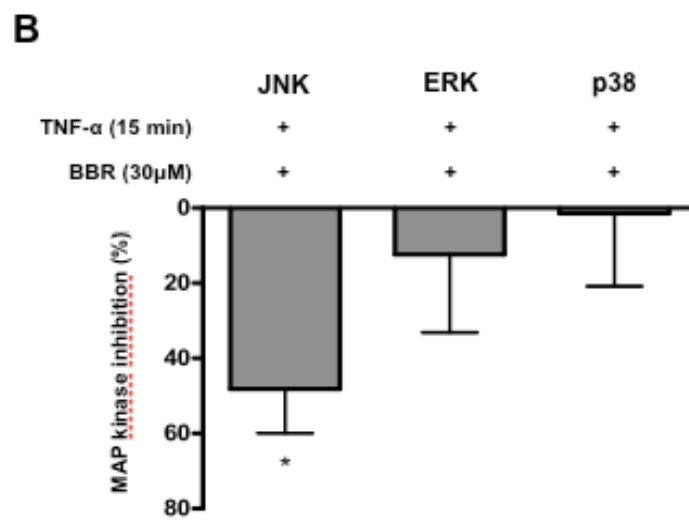 B
JNK ERK p38
TNF-α (15 min) + + +
BBR (30µM) + + +
MAP kinase inhibition (%)
0
20
40
60
80
*